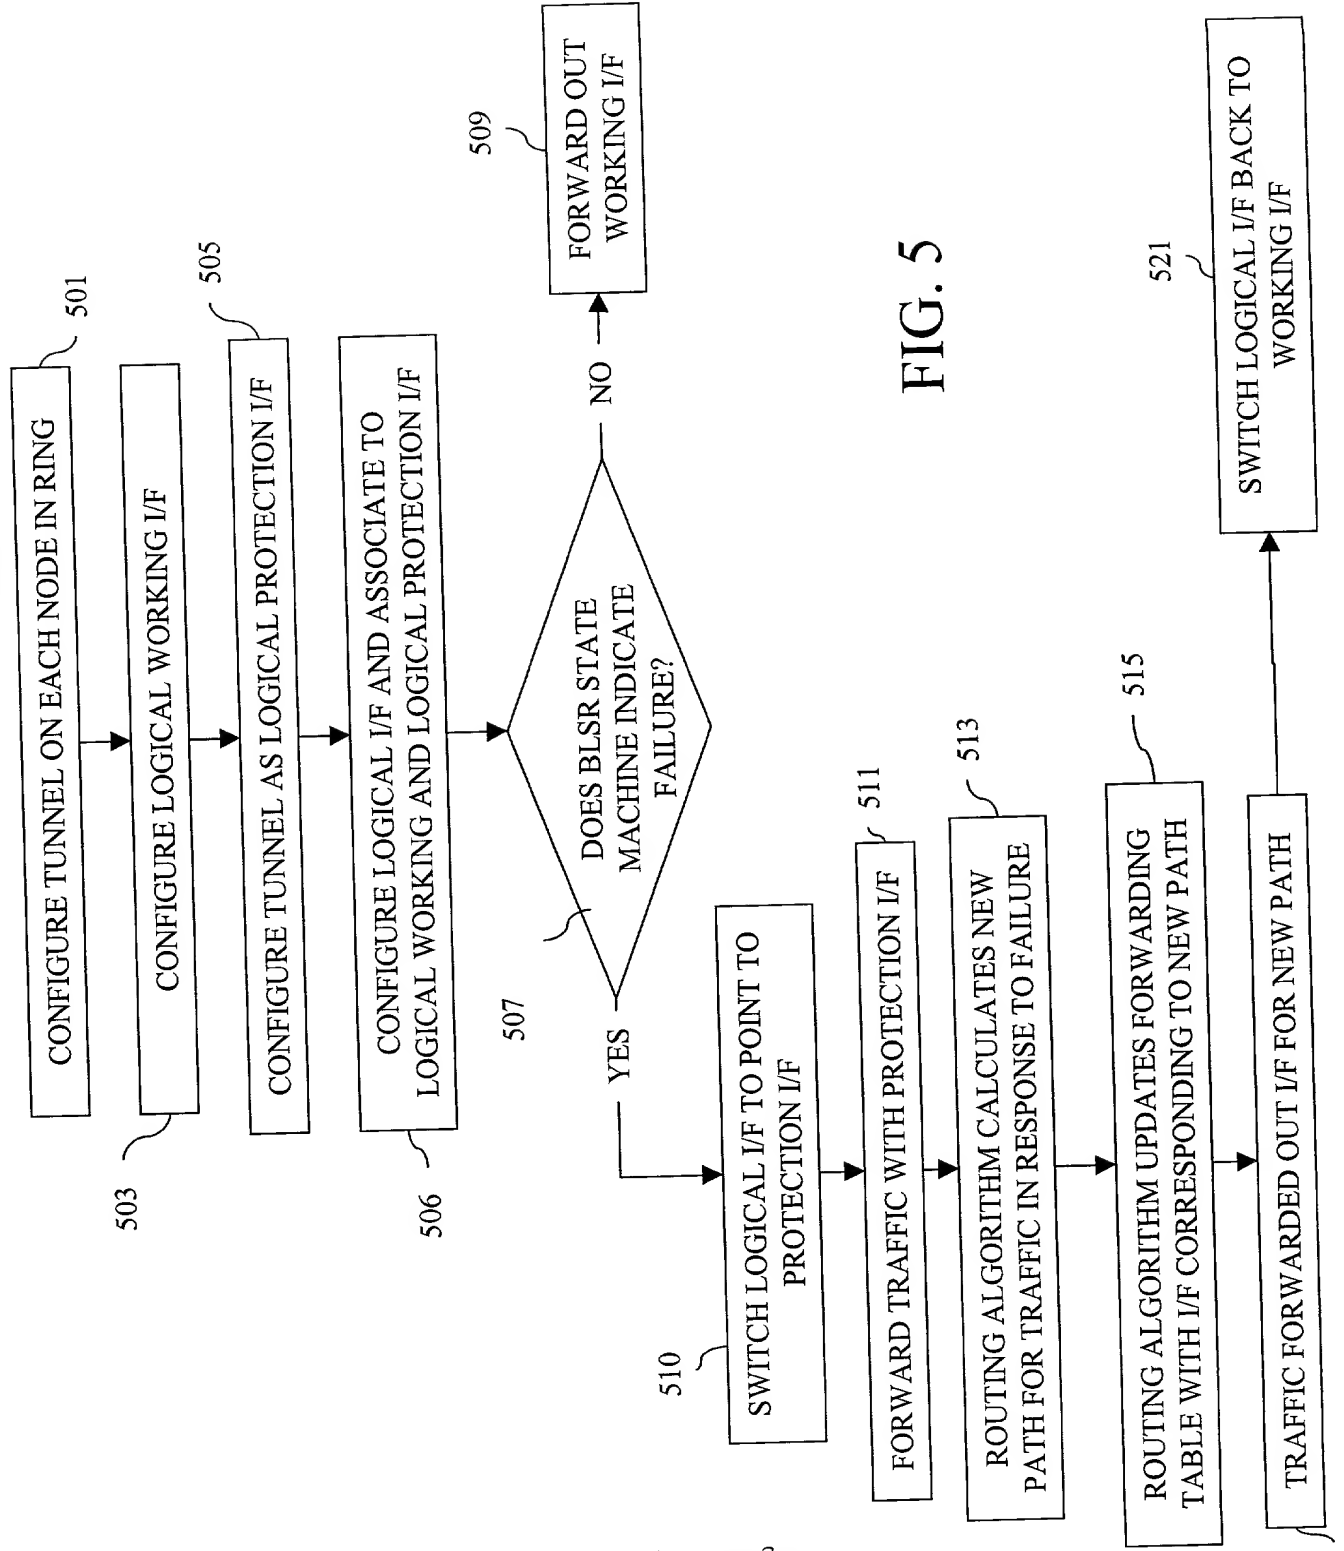 CONFIGURE TUNNEL ON EACH NODE IN RING
501
CONFIGURE LOGICAL WORKING I/F
503
CONFIGURE TUNNEL AS LOGICAL PROTECTION I/F
505
CONFIGURE LOGICAL I/F AND ASSOCIATE TO
LOGICAL WORKING AND LOGICAL PROTECTION I/F
506
DOES BLSR STATE
MACHINE INDICATE
FAILURE?
507
NO
FORWARD OUT
WORKING I/F
509
YES
SWITCH LOGICAL I/F TO POINT TO
PROTECTION I/F
510
FORWARD TRAFFIC WITH PROTECTION I/F
511
ROUTING ALGORITHM CALCULATES NEW
PATH FOR TRAFFIC IN RESPONSE TO FAILURE
513
ROUTING ALGORITHM UPDATES FORWARDING
TABLE WITH I/F CORRESPONDING TO NEW PATH
515
TRAFFIC FORWARDED OUT I/F FOR NEW PATH
SWITCH LOGICAL I/F BACK TO
WORKING I/F
521
FIG. 5